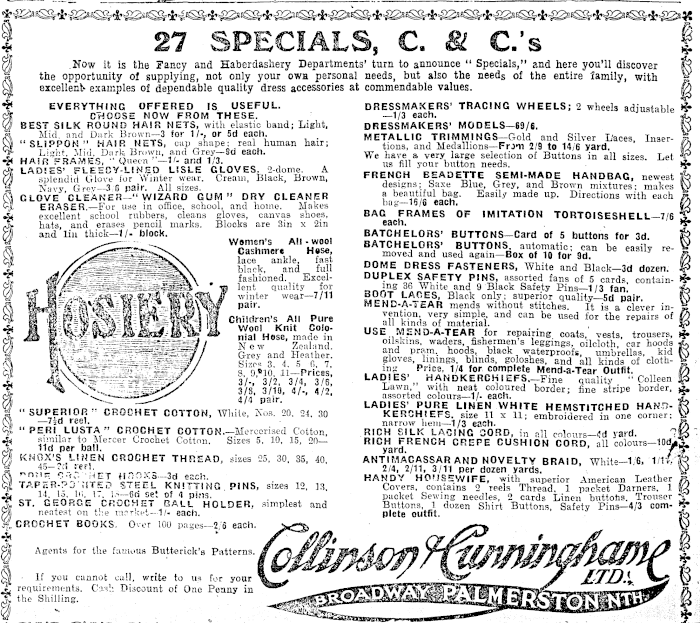 27 SPECIALS, C. & C.'s
Now it is the Fancy and Haberdashery Departments' turn to announce "Specials," and here you'll discover
the opportunity of supplying, not only your own personal needs, but also the needs of the entire family, with
excellent examples of dependable quality dress accessories at commendable values.
EVERYTHING OFFERED IS USEFUL.
CHOOSE NOW FROM THESE.
BEST SILK ROUND HAIR NETS, with elastic band; Light,
Mid, and Dark Brown—3 for 1/-, or 5d each.
"SLIPPON" HAIR NETS, cap shape; real human hair;
Light, Mid, Dark Brown, and Grey—9d each.
HAIR FRAMES, "Queen"—1/- and 1/3.
LADIES' FLEECY-LINED LISLE GLOVES, 2-dome. A
splendid Glove for Winter wear. Cream, Black, Brown,
Navy, Grey—3/6 pair. All sizes.
GLOVE CLEANER—"WIZARD GUM" DRY CLEANER
ERASER.—For use in office, school, and home. Makes
excellent school rubbers, cleans gloves, canvas shoes,
hats, and erases pencil marks. Blocks are 3in x 2in
and 1in thick—1/- block.
HOSIERY
Women's All-wool
Cashmere Hose,
lace ankle, fast
black, and full
fashioned. Excel-
lent quality for
winter wear—7/11
pair.
Children's All Pure
Wool Knit Colo-
nial Hose, made in
New Zealand.
Grey and Heather.
Sizes 3, 4, 5, 6, 7,
8, 9, 10, 11—Prices,
3/-, 3/2, 3/4, 3/6,
3/8, 3/10, 4/-, 4/2,
4/4 pair.
"SUPERIOR" CROCHET COTTON, White, Nos. 20, 24, 30
—7½d reel.
"PERI LUSTA" CROCHET COTTON.—Mercerised Cotton,
similar to Mercer Crochet Cotton. Sizes 5, 10, 15, 20—
11d per ball.
KNOX'S LINEN CROCHET THREAD, sizes 25, 30, 35, 40,
45— reel.
CROCHET HOOKS—3d each.
TAPER-POINTED STEEL KNITTING PINS, sizes 12, 13,
14, 15, 16, 17, 18—6d set of 4 pins.
ST. GEORGE CROCHET BALL HOLDER, simplest and
neatest on the market—1/- each.
CROCHET BOOKS. Over 100 pages—2/6 each.
Agents for the famous Butterick's Patterns.
If you cannot call, write to us for your
requirements. Cash Discount of One Penny in
the Shilling.
DRESSMAKERS' TRACING WHEELS; 2 wheels adjustable
—1/3 each.
DRESSMAKERS' MODELS—69/6.
METALLIC TRIMMINGS—Gold and Silver Laces, Inser-
tions, and Medallions—From 2/9 to 14/6 yard.
We have a very large selection of Buttons in all sizes. Let
us fill your button needs.
FRENCH BEADETTE SEMI-MADE HANDBAG, newest
designs; Saxe Blue, Grey, and Brown mixtures; makes
a beautiful bag. Easily made up. Directions with each
bag—16/6 each.
BAG FRAMES OF IMITATION TORTOISESHELL—7/6
each.
BATCHELORS' BUTTONS—Card of 5 buttons for 3d.
BATCHELORS' BUTTONS, automatic; can be easily re-
moved and used again—Box of 10 for 9d.
DOME DRESS FASTENERS, White and Black—3d dozen.
DUPLEX SAFETY PINS, assorted fans of 5 cards, contain-
ing 36 White and 9 Black Safety Pins—1/3 fan.
BOOT LACES, Black only; superior quality—5d pair.
MEND-A-TEAR mends without stitches. It is a clever in-
vention, very simple, and can be used for the repairs of
all kinds of material.
USE MEND-A-TEAR for repairing coats, vests, trousers,
oilskins, waders, fishermen's leggings, oilcloth, car hoods
and pram. hoods, black waterproofs, umbrellas, kid
gloves, linings, blinds, goloshes, and all kinds of cloth-
ing. Price, 1/4 for complete Mend-a-Tear Outfit.
LADIES' HANDKERCHIEFS.—Fine quality "Colleen
Lawn," with neat coloured border; fine stripe border,
assorted colours—1/- each.
LADIES' PURE LINEN WHITE HEMSTITCHED HAND-
KERCHIEFS, size 11 x 11; embroidered in one corner;
narrow hem—1/3 each.
RICH SILK LACING CORD, in all colours—4d yard.
RICH FRENCH CREPE CUSHION CORD, all colours—10d
yard.
ANTIMACASSAR AND NOVELTY BRAID, White—1/6, 1/11,
2/4, 2/11, 3/11 per dozen yards.
HANDY HOUSEWIFE, with superior American Leather
Covers, contains 2 reels Thread, 1 packet Darners, 1
packet Sewing needles, 2 cards Linen buttons, Trouser
Buttons, 1 dozen Shirt Buttons, Safety Pins—4/3 com-
plete outfit.
Collinson & Cunninghame
LTD.
BROADWAY PALMERSTON NTH.